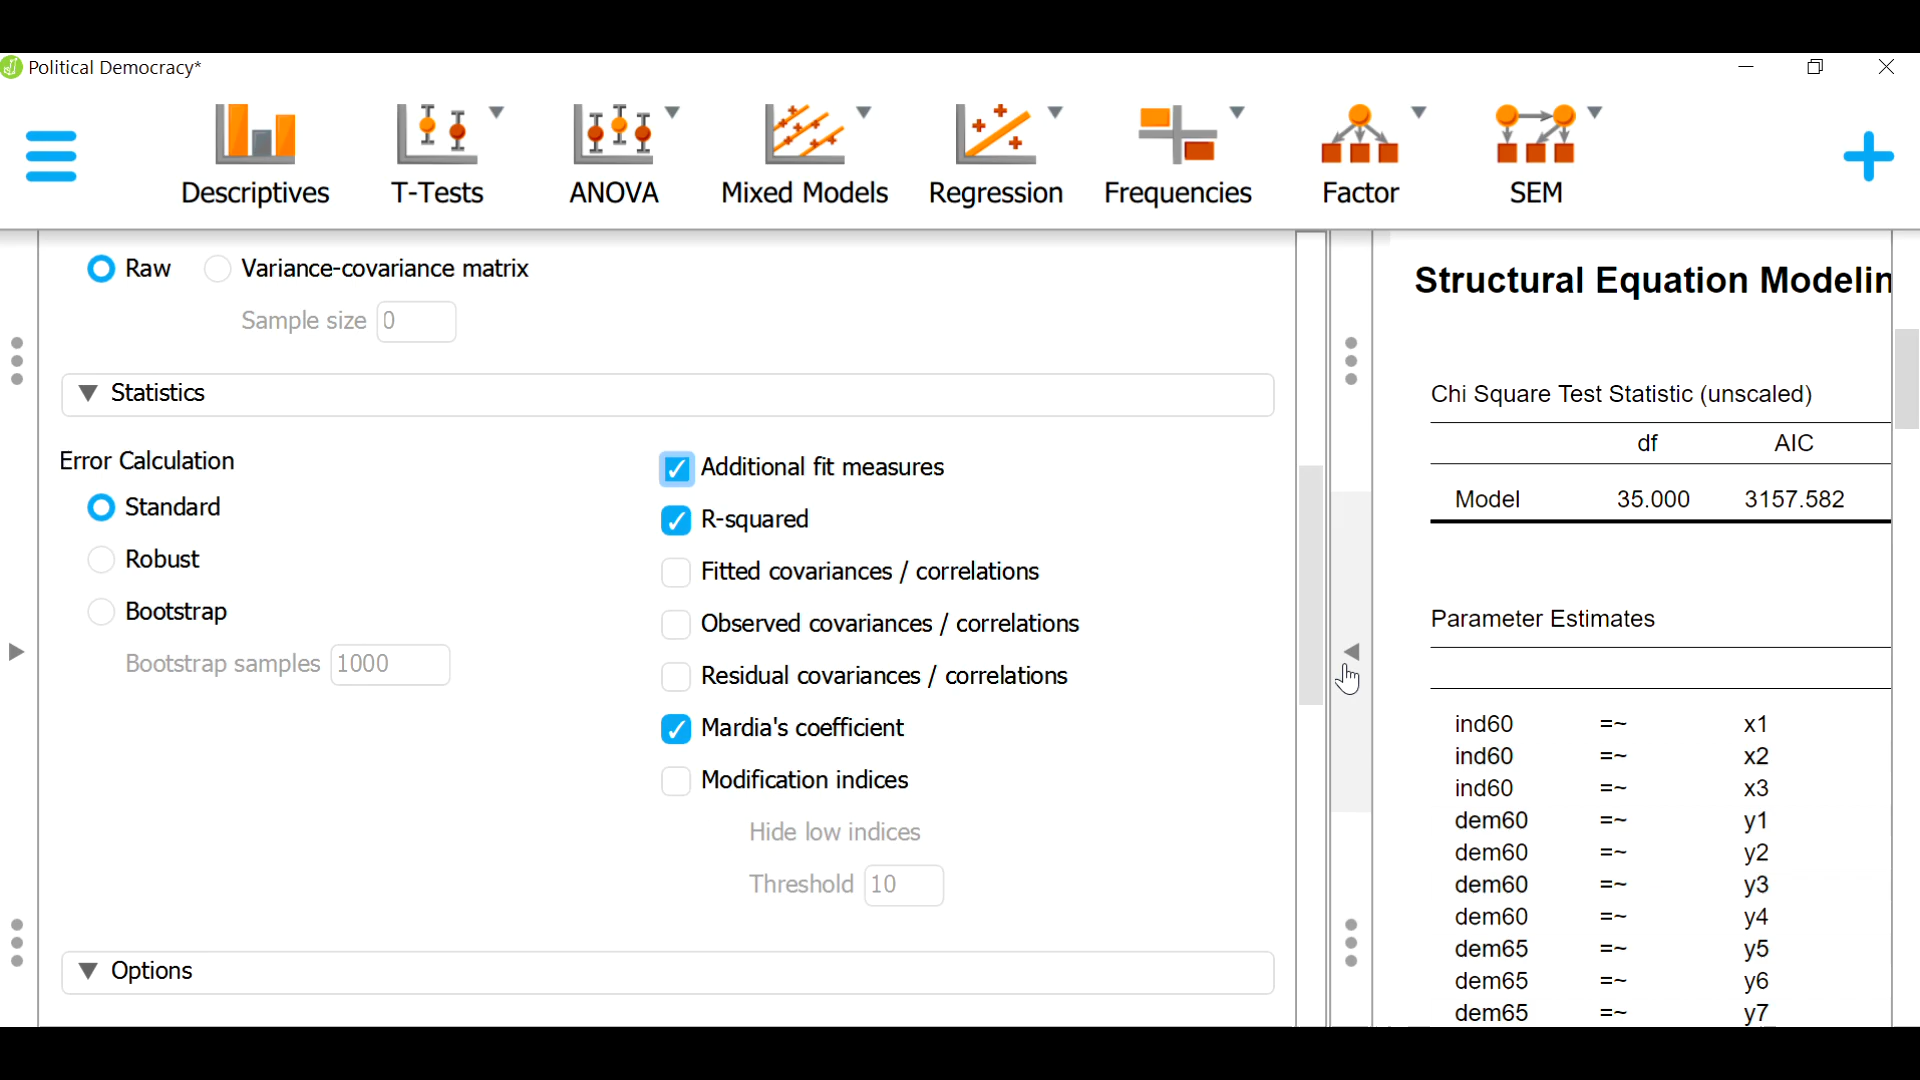 Political Democracy*
Descriptives T-Tests ANOVA Mixed Models Regression Frequencies Factor SEM
Raw Variance-covariance matrix
Sample size 0
Statistics
Error Calculation
Standard
Robust
Bootstrap
Bootstrap samples 1000
Additional fit measures
R-squared
Fitted covariances / correlations
Observed covariances / correlations
Residual covariances / correlations
Mardia's coefficient
Modification indices
Hide low indices
Threshold 10
Options
Structural Equation Modelin
Chi Square Test Statistic (unscaled)
df AIC
Model 35.000 3157.582
Parameter Estimates
ind60 =~ x1
ind60 =~ x2
ind60 =~ x3
dem60 =~ y1
dem60 =~ y2
dem60 =~ y3
dem60 =~ y4
dem65 =~ y5
dem65 =~ y6
dem65 =~ y7